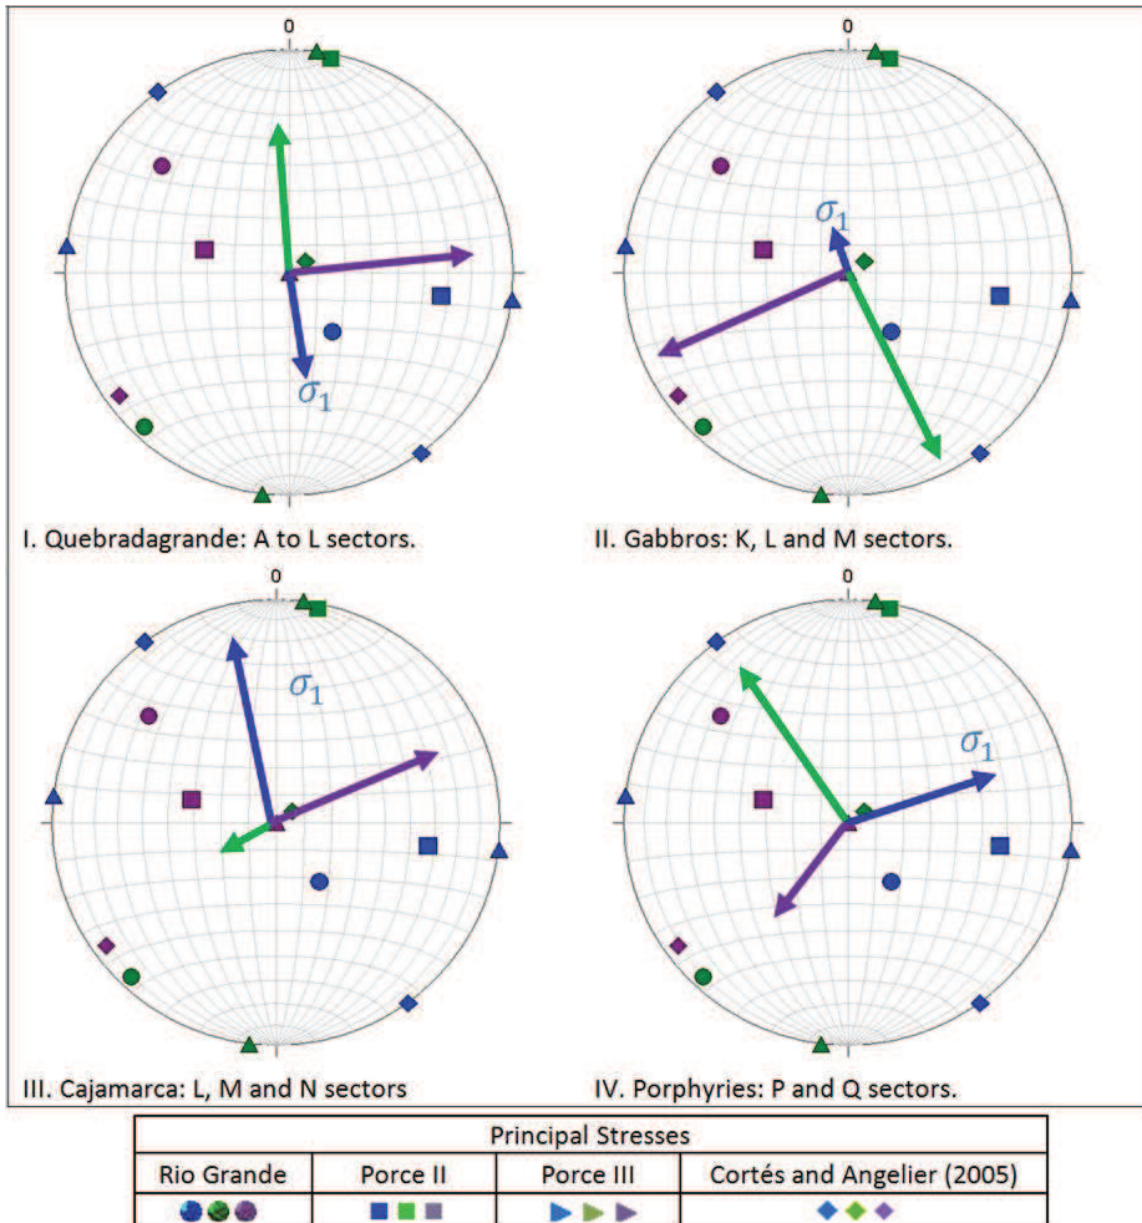 0
0
σ1
σ1
I. Quebradagrande: A to L sectors.
II. Gabbros: K, L and M sectors.
0
0
σ1
σ1
III. Cajamarca: L, M and N sectors
IV. Porphyries: P and Q sectors.
Principal Stresses
Rio Grande Porce II Porce III Cortés and Angelier (2005)